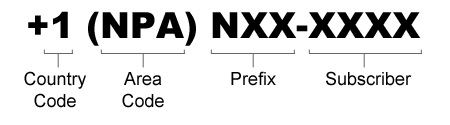 +1 (NPA) NXX-XXXX
Country Code
Area Code
Prefix
Subscriber